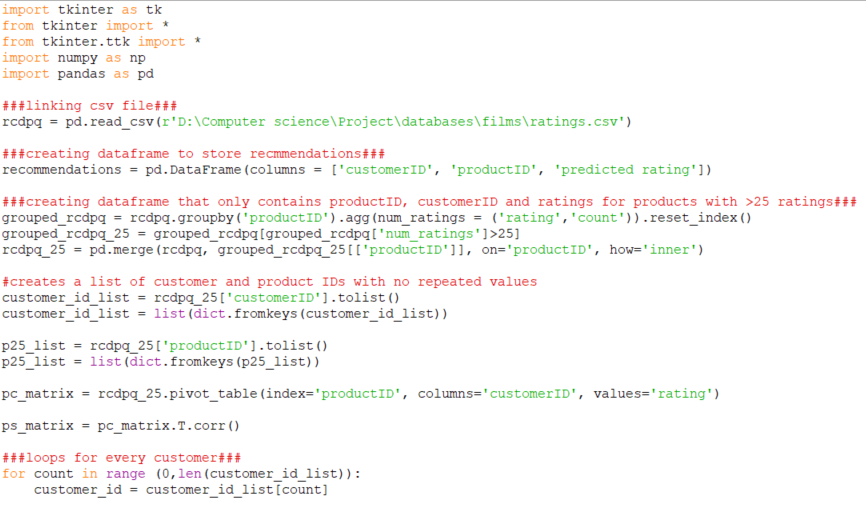 import tkinter as tk
from tkinter import *
from tkinter.ttk import *
import numpy as np
import pandas as pd
###linking csv file###
rcdpq = pd.read_csv(r'D:\Computer science\Project\databases\films\ratings.csv')
###creating dataframe to store recmmendations###
recommendations = pd.DataFrame(columns = ['customerID', 'productID', 'predicted rating'])
###creating dataframe that only contains productID, customerID and ratings for products with >25 ratings###
grouped_rcdpq = rcdpq.groupby('productID').agg(num_ratings = ('rating','count')).reset_index()
grouped_rcdpq_25 = grouped_rcdpq[grouped_rcdpq['num_ratings']>25]
rcdpq_25 = pd.merge(rcdpq, grouped_rcdpq_25[['productID']], on='productID', how='inner')
#creates a list of customer and product IDs with no repeated values
customer_id_list = rcdpq_25['customerID'].tolist()
customer_id_list = list(dict.fromkeys(customer_id_list))
p25_list = rcdpq_25['productID'].tolist()
p25_list = list(dict.fromkeys(p25_list))
pc_matrix = rcdpq_25.pivot_table(index='productID', columns='customerID', values='rating')
ps_matrix = pc_matrix.T.corr()
###loops for every customer###
for count in range (0,len(customer_id_list)):
    customer_id = customer_id_list[count]